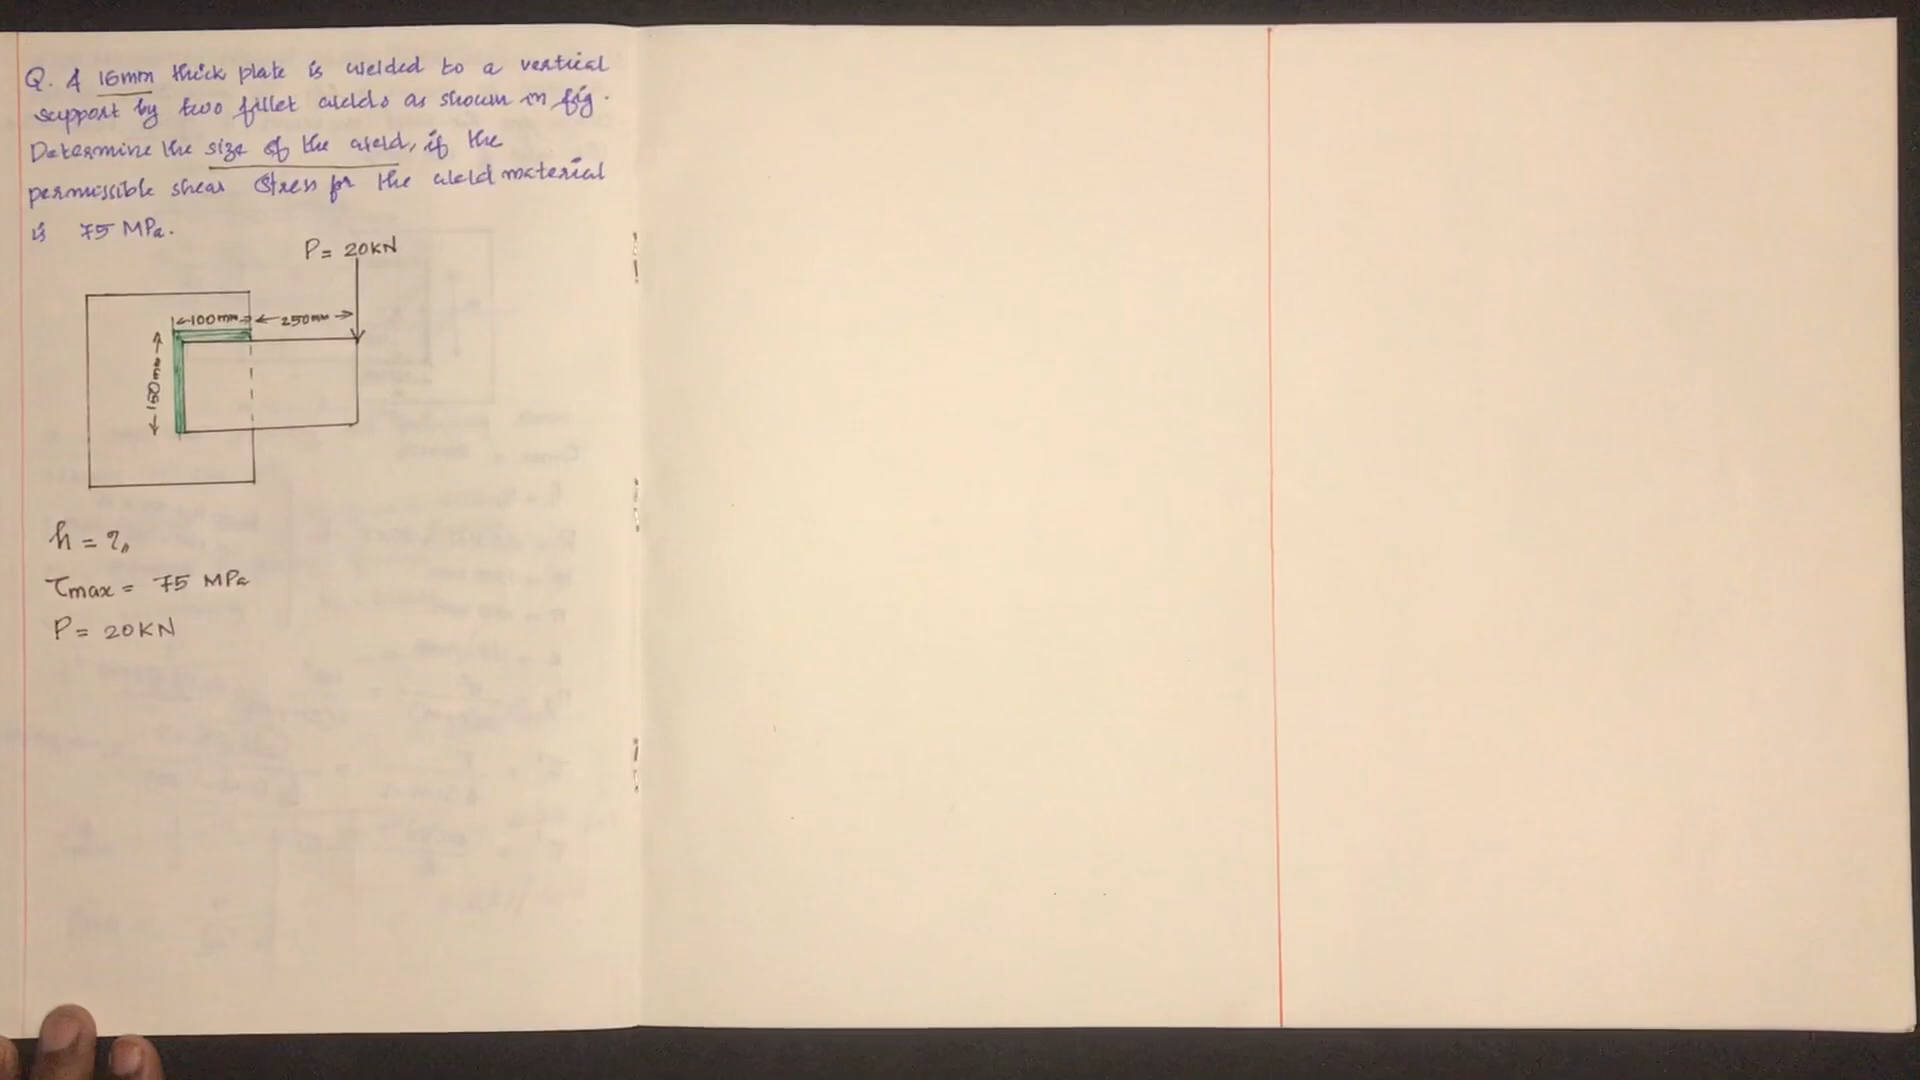 Q. A 16mm thick plate is welded to a vertical
support by two fillet welds as shown in fig.
Determine the size of the weld, if the
permissible shear stress for the weld material
is 75 MPa.
P = 20KN
100mm 250mm
150mm
h = ?,
τmax = 75 MPa
P = 20KN